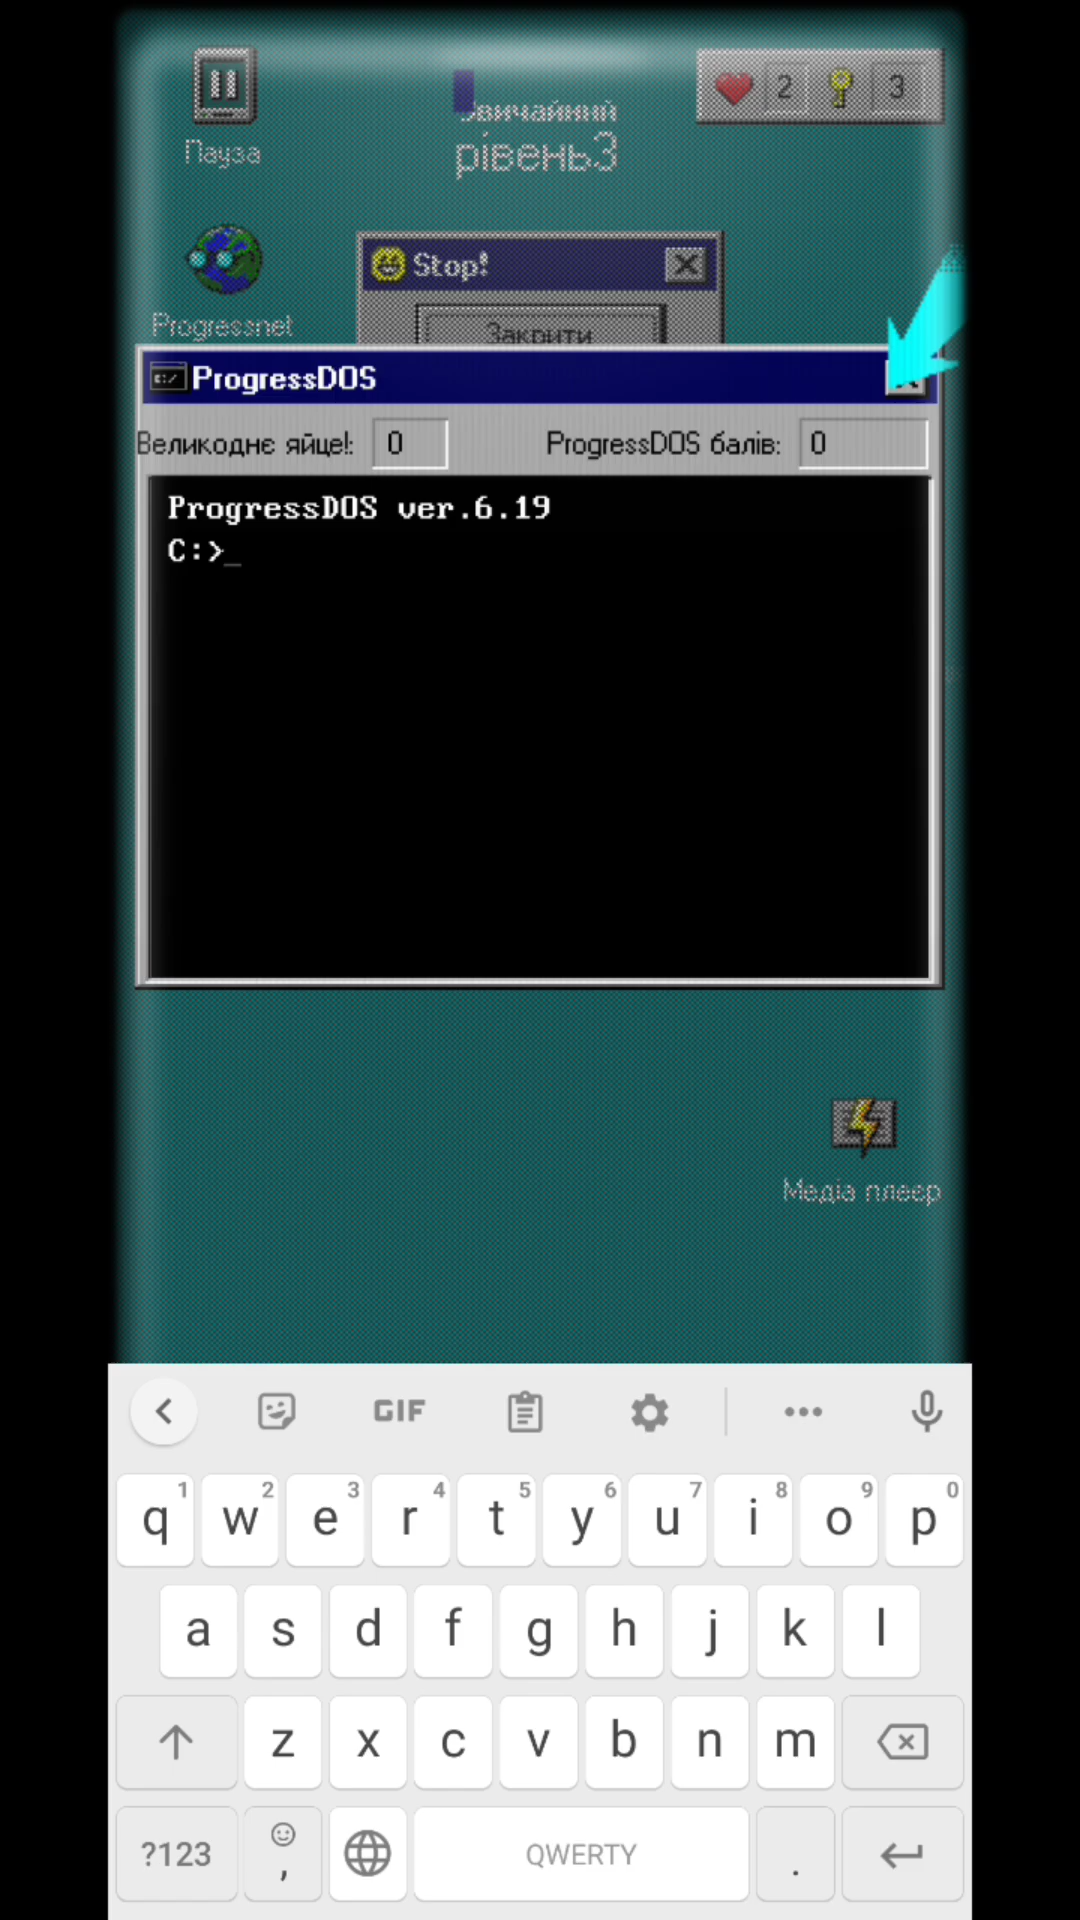 Пауза
Звичайний
рівень3
2
3
Progressnet
Stop!
Закрити
ProgressDOS
Великоднє яйце!: 0
ProgressDOS балів: 0
ProgressDOS ver.6.19
C:>_
Медіа плеєр
GIF
1 2 3 4 5 6 7 8 9 0
q w e r t y u i o p
a s d f g h j k l
z x c v b n m
?123 , QWERTY .